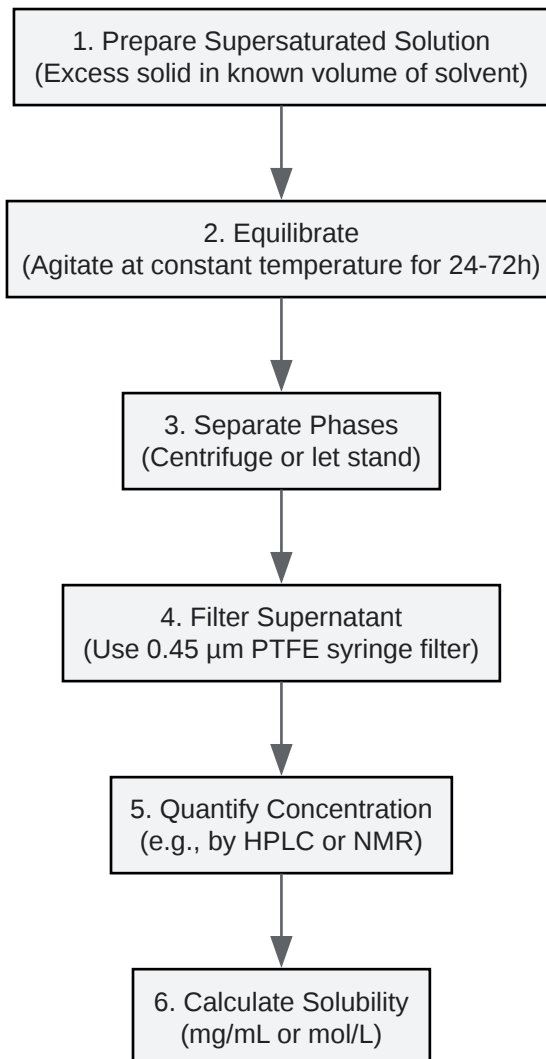 1. Prepare Supersaturated Solution
(Excess solid in known volume of solvent)
2. Equilibrate
(Agitate at constant temperature for 24-72h)
3. Separate Phases
(Centrifuge or let stand)
4. Filter Supernatant
(Use 0.45 µm PTFE syringe filter)
5. Quantify Concentration
(e.g., by HPLC or NMR)
6. Calculate Solubility
(mg/mL or mol/L)